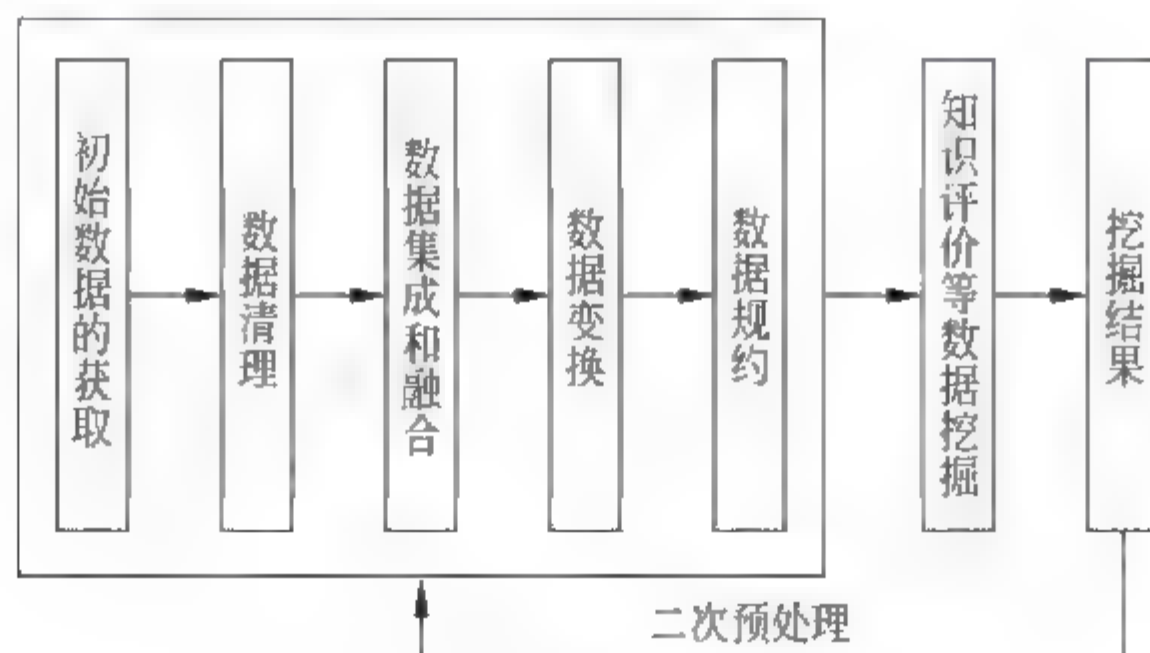 初始数据的获取
数据清理
数据集成和融合
数据变换
数据规约
知识评价等数据挖掘
挖掘结果
二次预处理